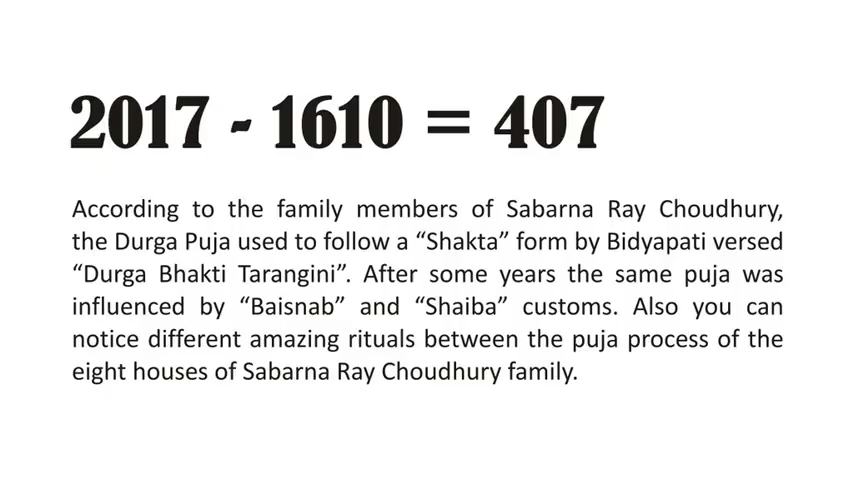 2017 - 1610 = 407
According to the family members of Sabarna Ray Choudhury,
the Durga Puja used to follow a “Shakta” form by Bidyapati versed
“Durga Bhakti Tarangini”. After some years the same puja was
influenced by “Baisnab” and “Shaiba” customs. Also you can
notice different amazing rituals between the puja process of the
eight houses of Sabarna Ray Choudhury family.